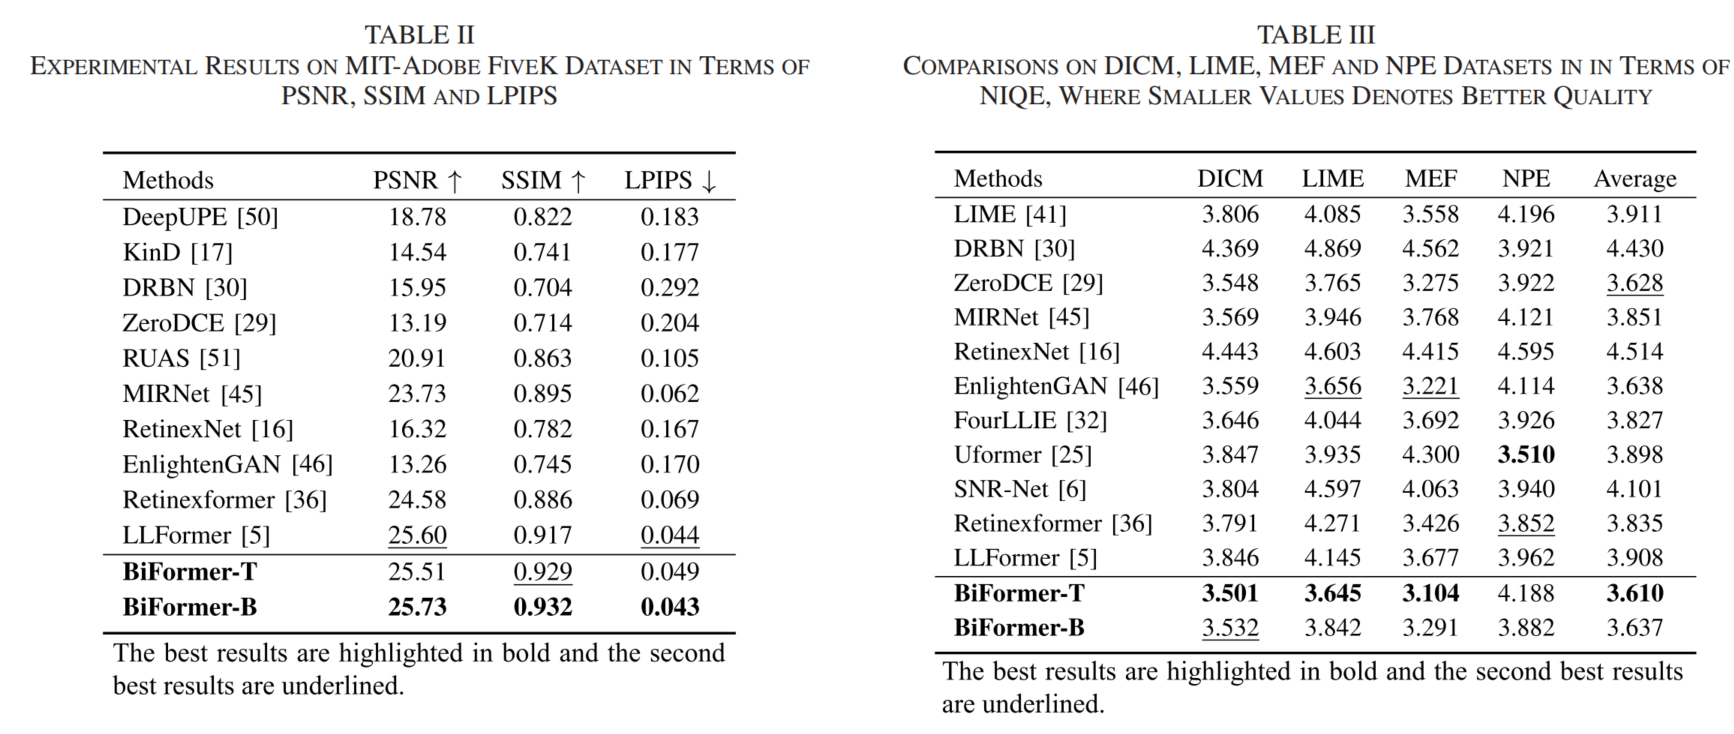 TABLE II
EXPERIMENTAL RESULTS ON MIT-ADOBE FIVEK DATASET IN TERMS OF
PSNR, SSIM AND LPIPS
Methods PSNR ↑ SSIM ↑ LPIPS ↓
DeepUPE [50] 18.78 0.822 0.183
KinD [17] 14.54 0.741 0.177
DRBN [30] 15.95 0.704 0.292
ZeroDCE [29] 13.19 0.714 0.204
RUAS [51] 20.91 0.863 0.105
MIRNet [45] 23.73 0.895 0.062
RetinexNet [16] 16.32 0.782 0.167
EnlightenGAN [46] 13.26 0.745 0.170
Retinexformer [36] 24.58 0.886 0.069
LLFormer [5] 25.60 0.917 0.044
BiFormer-T 25.51 0.929 0.049
BiFormer-B 25.73 0.932 0.043
The best results are highlighted in bold and the second
best results are underlined.
TABLE III
COMPARISONS ON DICM, LIME, MEF AND NPE DATASETS IN IN TERMS OF
NIQE, WHERE SMALLER VALUES DENOTES BETTER QUALITY
Methods DICM LIME MEF NPE Average
LIME [41] 3.806 4.085 3.558 4.196 3.911
DRBN [30] 4.369 4.869 4.562 3.921 4.430
ZeroDCE [29] 3.548 3.765 3.275 3.922 3.628
MIRNet [45] 3.569 3.946 3.768 4.121 3.851
RetinexNet [16] 4.443 4.603 4.415 4.595 4.514
EnlightenGAN [46] 3.559 3.656 3.221 4.114 3.638
FourLLIE [32] 3.646 4.044 3.692 3.926 3.827
Uformer [25] 3.847 3.935 4.300 3.510 3.898
SNR-Net [6] 3.804 4.597 4.063 3.940 4.101
Retinexformer [36] 3.791 4.271 3.426 3.852 3.835
LLFormer [5] 3.846 4.145 3.677 3.962 3.908
BiFormer-T 3.501 3.645 3.104 4.188 3.610
BiFormer-B 3.532 3.842 3.291 3.882 3.637
The best results are highlighted in bold and the second best results
are underlined.